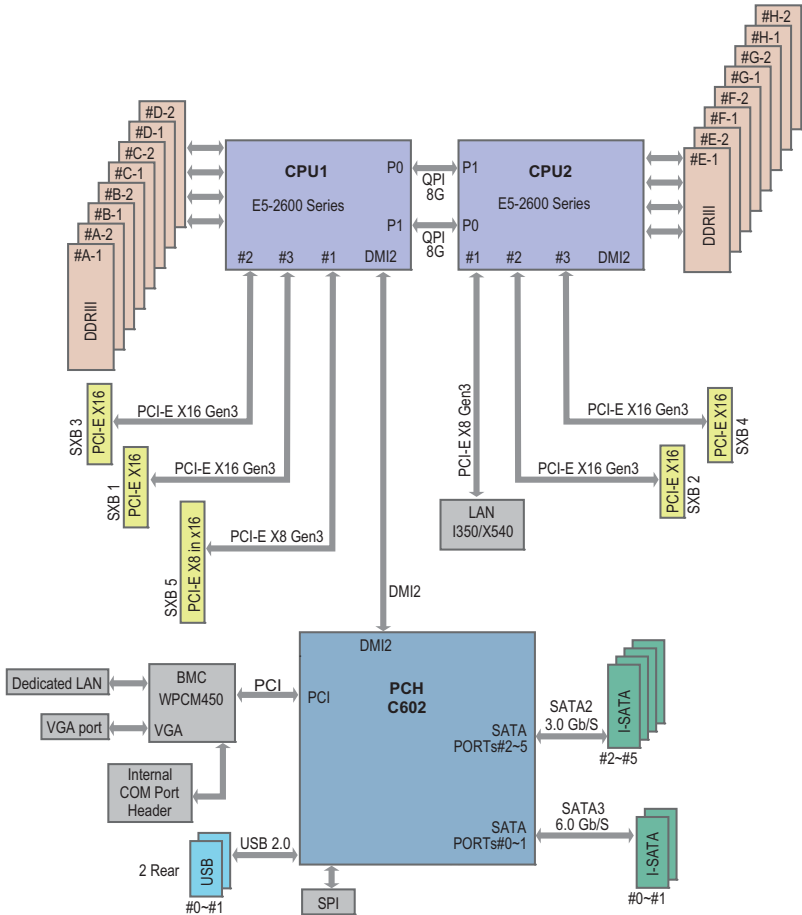 #H-2
#H-1
#G-2
#G-1
#F-2
#F-1
#E-2
#E-1
DDRIII
#D-2
#D-1
#C-2
#C-1
#B-2
#B-1
#A-2
#A-1
DDRIII
CPU1
E5-2600 Series
P0
P1
#2
#3
#1
DMI2
QPI
8G
QPI
8G
CPU2
E5-2600 Series
P1
P0
#1
#2
#3
DMI2
SXB 3
PCI-E X16
PCI-E X16 Gen3
SXB 1
PCI-E X16
PCI-E X16 Gen3
SXB 5
PCI-E X8 in x16
PCI-E X8 Gen3
PCI-E X8 Gen3
LAN
I350/X540
PCI-E X16 Gen3
PCI-E X16
SXB 4
PCI-E X16 Gen3
PCI-E X16
SXB 2
DMI2
DMI2
PCH
C602
PCI
PCI
BMC
WPCM450
VGA
Dedicated LAN
VGA port
Internal
COM Port
Header
SATA
PORTs#2~5
SATA2
3.0 Gb/S
I-SATA
#2~#5
SATA
PORTs#0~1
SATA3
6.0 Gb/S
I-SATA
#0~#1
2 Rear
USB
#0~#1
USB 2.0
SPI